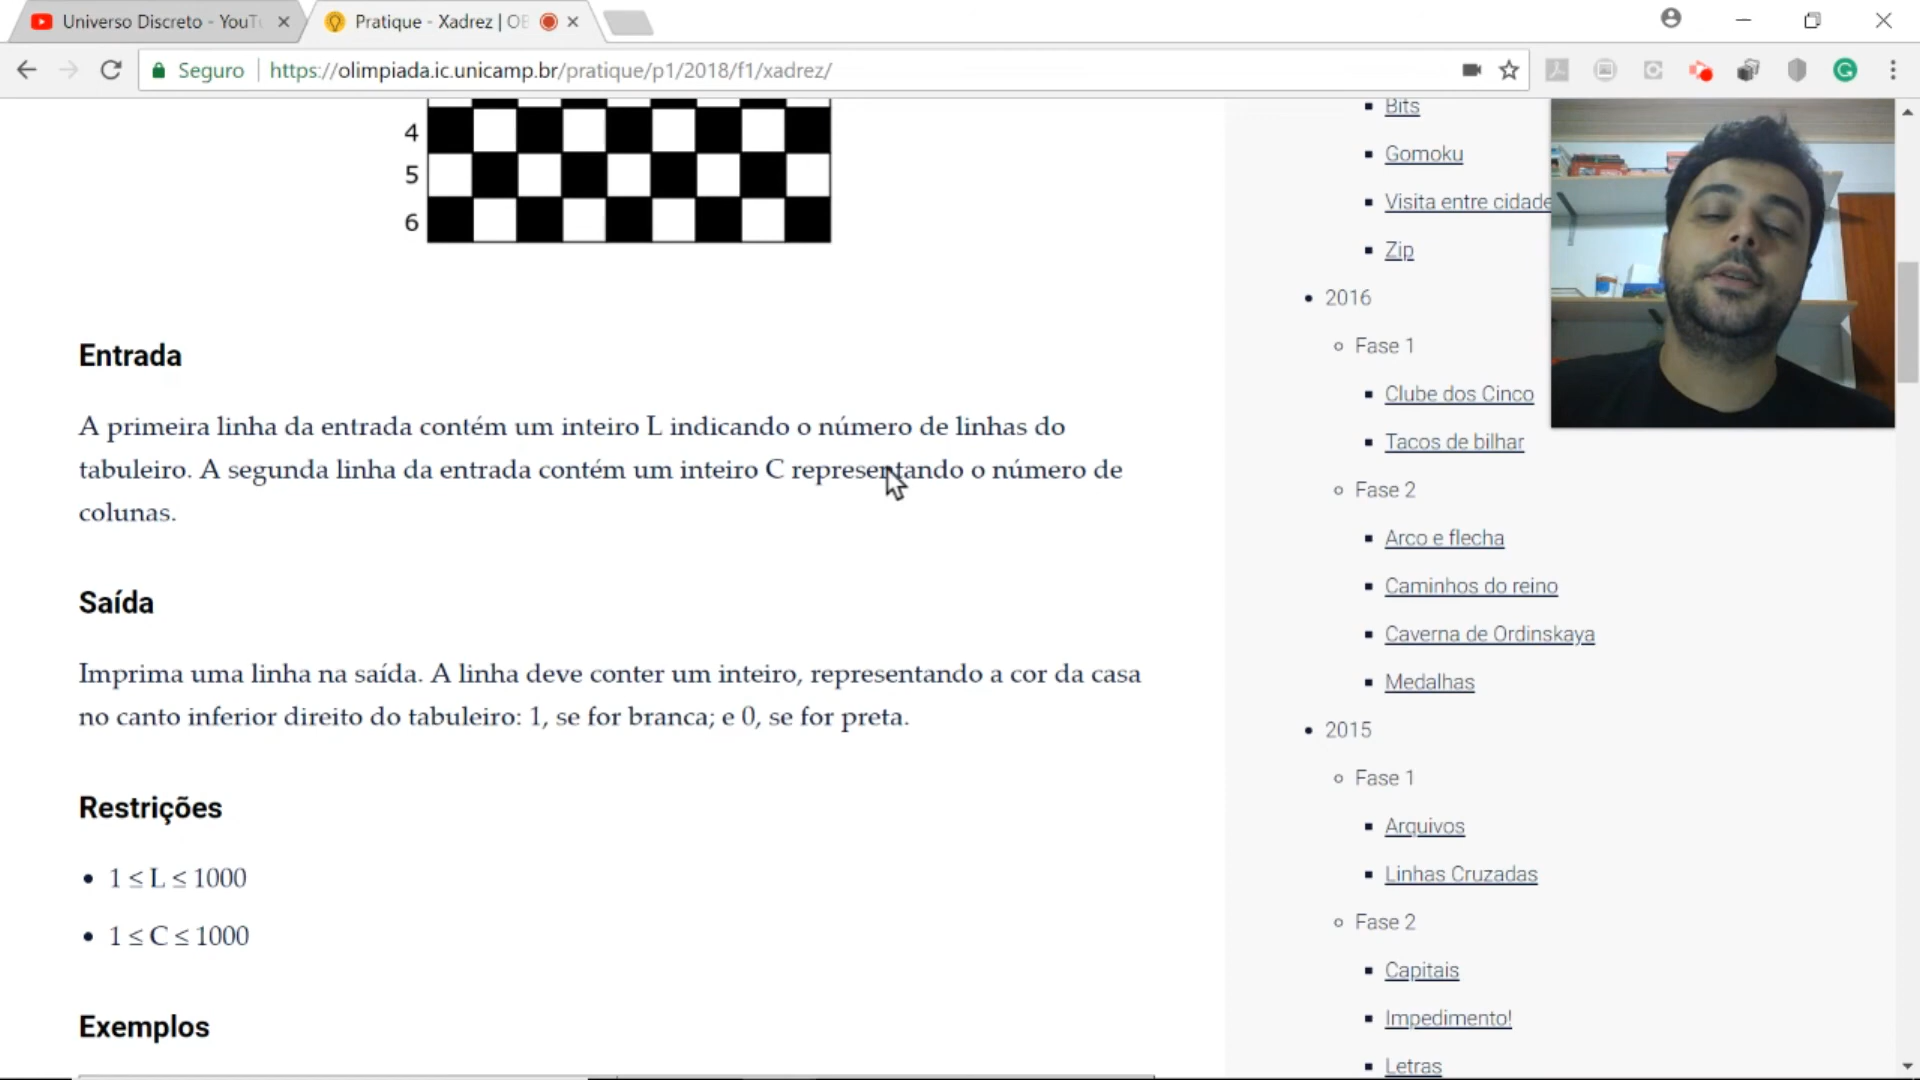 Universo Discreto - YouT
Pratique - Xadrez | OB
Seguro
https://olimpiada.ic.unicamp.br/pratique/p1/2018/f1/xadrez/
4
5
6
Entrada
A primeira linha da entrada contém um inteiro L indicando o número de linhas do
tabuleiro. A segunda linha da entrada contém um inteiro C representando o número de
colunas.
Saída
Imprima uma linha na saída. A linha deve conter um inteiro, representando a cor da casa
no canto inferior direito do tabuleiro: 1, se for branca; e 0, se for preta.
Restrições
1 ≤ L ≤ 1000
1 ≤ C ≤ 1000
Exemplos
Bits
Gomoku
Visita entre cidade
Zip
2016
Fase 1
Clube dos Cinco
Tacos de bilhar
Fase 2
Arco e flecha
Caminhos do reino
Caverna de Ordinskaya
Medalhas
2015
Fase 1
Arquivos
Linhas Cruzadas
Fase 2
Capitais
Impedimento!
Letras